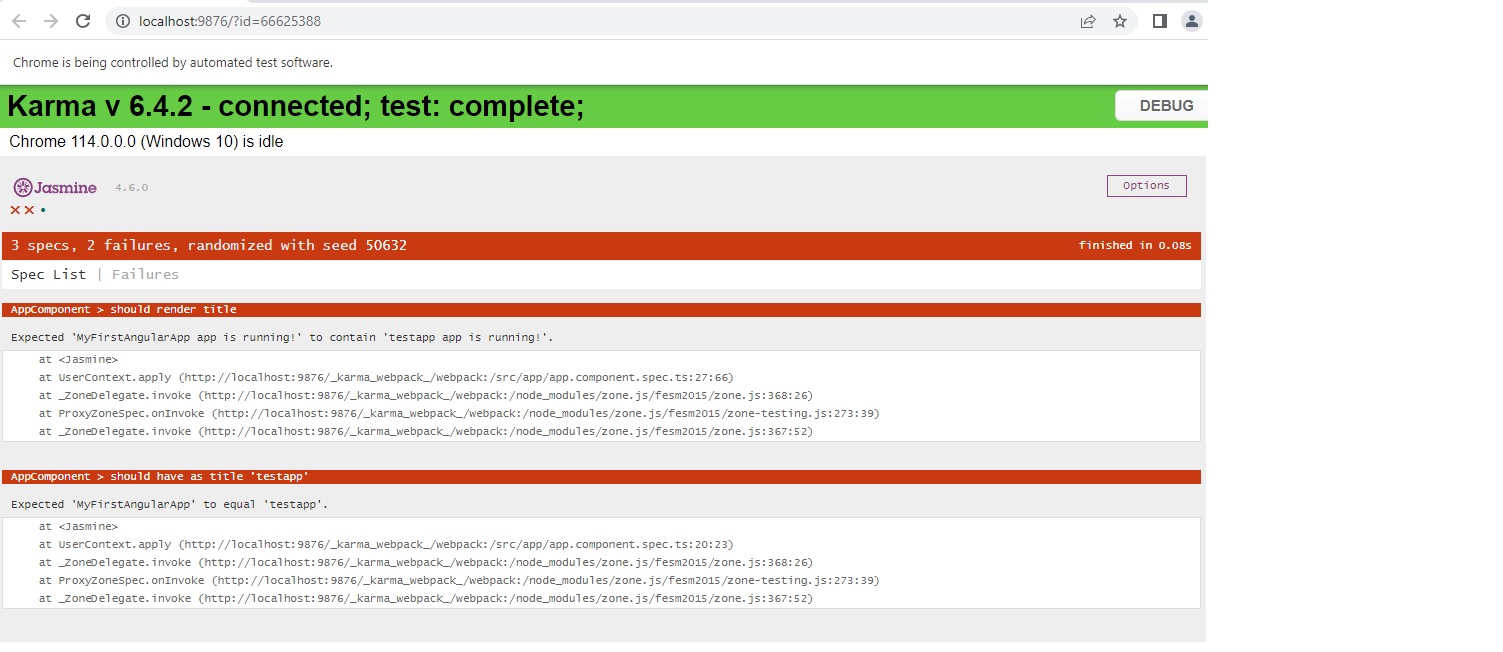 localhost:9876/?id=66625388
Chrome is being controlled by automated test software.
Karma v 6.4.2 - connected; test: complete;
DEBUG
Chrome 114.0.0.0 (Windows 10) is idle
Jasmine 4.6.0
Options
3 specs, 2 failures, randomized with seed 50632
finished in 0.08s
Spec List | Failures
AppComponent > should render title
Expected 'MyFirstAngularApp app is running!' to contain 'testapp app is running!'.
at <Jasmine>
at UserContext.apply (http://localhost:9876/_karma_webpack_/webpack:/src/app/app.component.spec.ts:27:66)
at _ZoneDelegate.invoke (http://localhost:9876/_karma_webpack_/webpack:/node_modules/zone.js/fesm2015/zone.js:368:26)
at ProxyZoneSpec.onInvoke (http://localhost:9876/_karma_webpack_/webpack:/node_modules/zone.js/fesm2015/zone-testing.js:273:39)
at _ZoneDelegate.invoke (http://localhost:9876/_karma_webpack_/webpack:/node_modules/zone.js/fesm2015/zone.js:367:52)
AppComponent > should have as title 'testapp'
Expected 'MyFirstAngularApp' to equal 'testapp'.
at <Jasmine>
at UserContext.apply (http://localhost:9876/_karma_webpack_/webpack:/src/app/app.component.spec.ts:20:23)
at _ZoneDelegate.invoke (http://localhost:9876/_karma_webpack_/webpack:/node_modules/zone.js/fesm2015/zone.js:368:26)
at ProxyZoneSpec.onInvoke (http://localhost:9876/_karma_webpack_/webpack:/node_modules/zone.js/fesm2015/zone-testing.js:273:39)
at _ZoneDelegate.invoke (http://localhost:9876/_karma_webpack_/webpack:/node_modules/zone.js/fesm2015/zone.js:367:52)